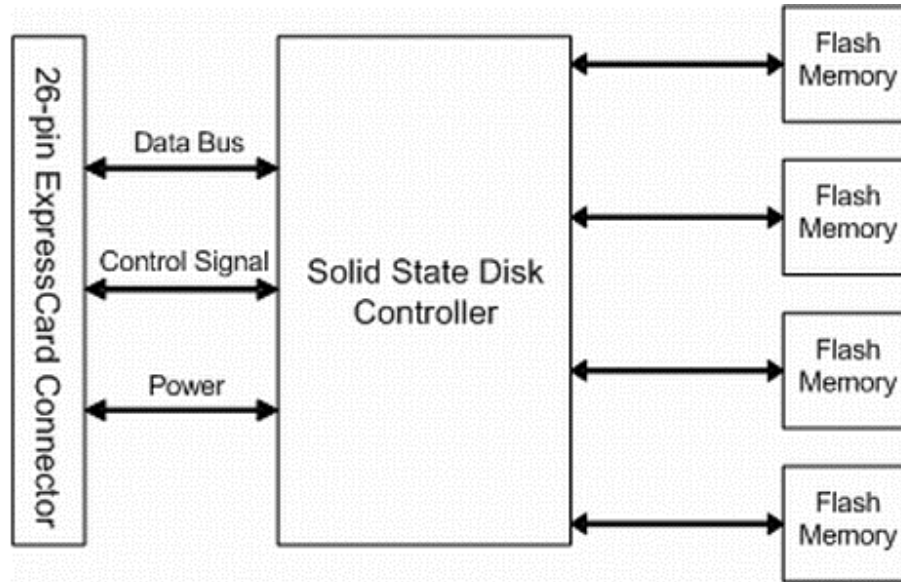 26-pin ExpressCard Connector
Data Bus
Control Signal
Power
Solid State Disk
Controller
Flash
Memory
Flash
Memory
Flash
Memory
Flash
Memory